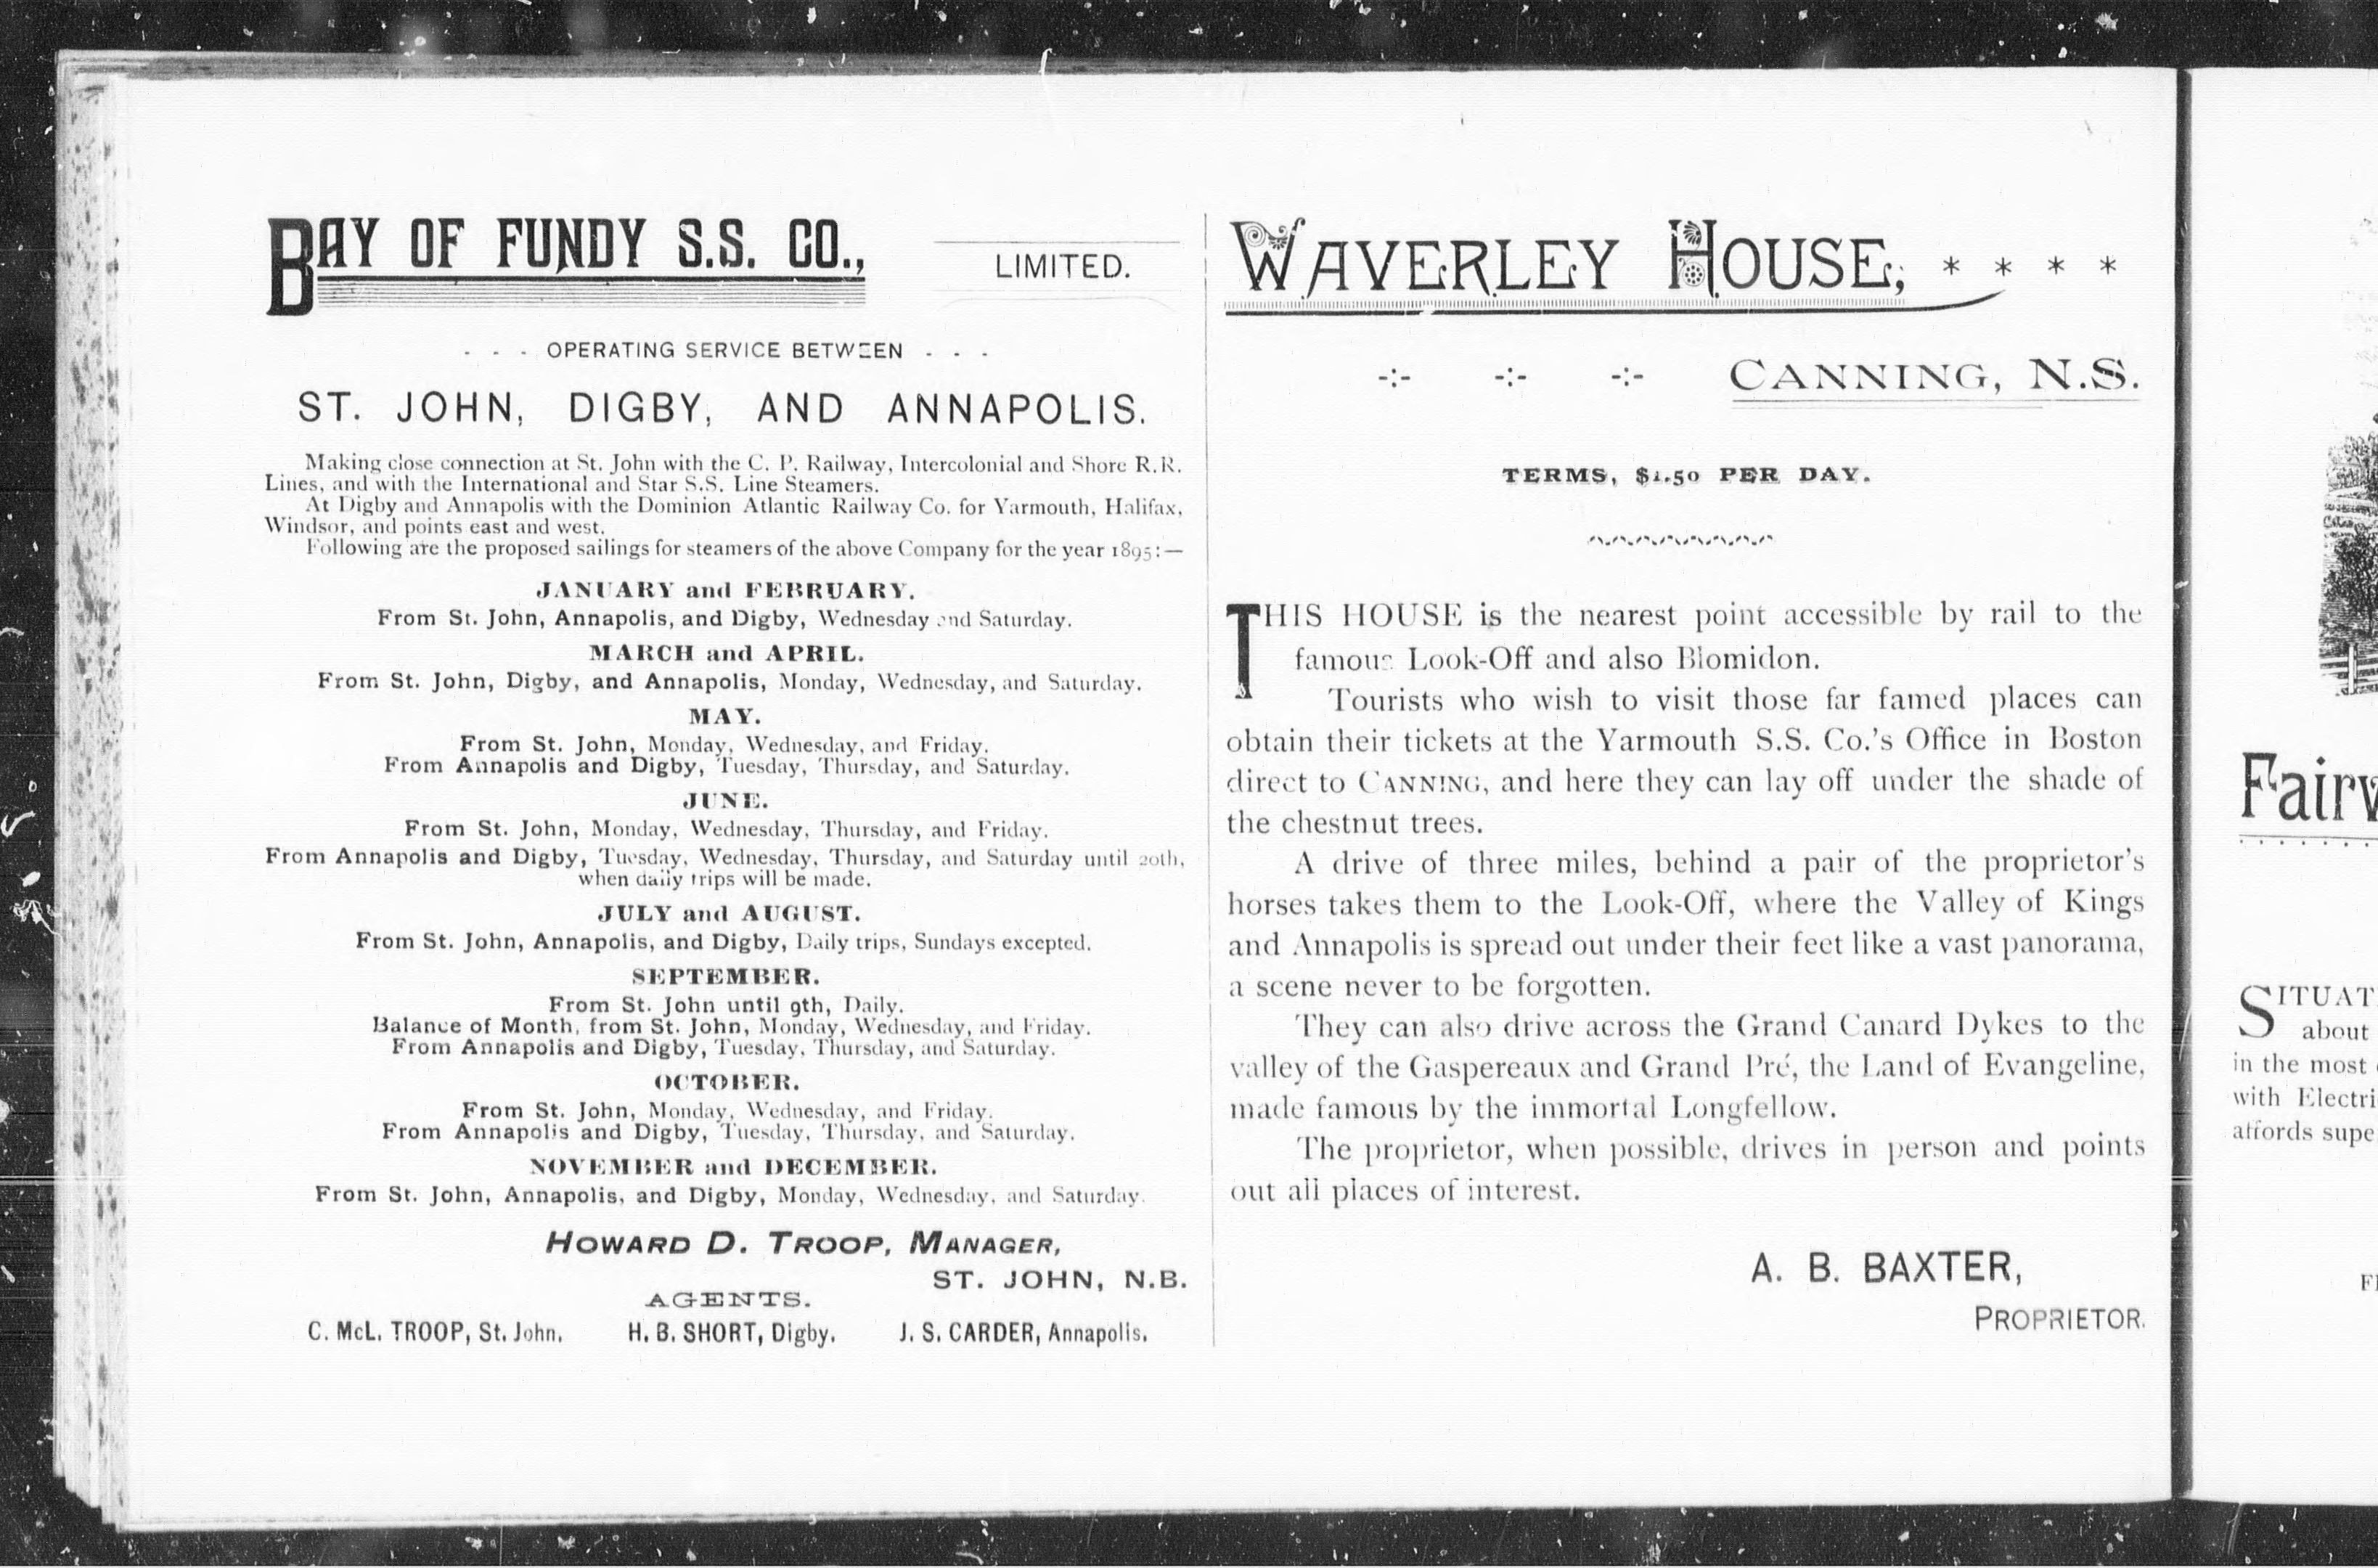 BAY OF FUNDY S.S. CO., LIMITED.
- - - OPERATING SERVICE BETWEEN - - -
ST. JOHN, DIGBY, AND ANNAPOLIS.
Making close connection at St. John with the C. P. Railway, Intercolonial and Shore R.R.
Lines, and with the International and Star S.S. Line Steamers.
At Digby and Annapolis with the Dominion Atlantic Railway Co. for Yarmouth, Halifax,
Windsor, and points east and west.
Following are the proposed sailings for steamers of the above Company for the year 1895:—
JANUARY and FEBRUARY.
From St. John, Annapolis, and Digby, Wednesday and Saturday.
MARCH and APRIL.
From St. John, Digby, and Annapolis, Monday, Wednesday, and Saturday.
MAY.
From St. John, Monday, Wednesday, and Friday.
From Annapolis and Digby, Tuesday, Thursday, and Saturday.
JUNE.
From St. John, Monday, Wednesday, Thursday, and Friday.
From Annapolis and Digby, Tuesday, Wednesday, Thursday, and Saturday until 20th,
when daily trips will be made.
JULY and AUGUST.
From St. John, Annapolis, and Digby, Daily trips, Sundays excepted.
SEPTEMBER.
From St. John until 9th, Daily.
Balance of Month, from St. John, Monday, Wednesday, and Friday.
From Annapolis and Digby, Tuesday, Thursday, and Saturday.
OCTOBER.
From St. John, Monday, Wednesday, and Friday.
From Annapolis and Digby, Tuesday, Thursday, and Saturday.
NOVEMBER and DECEMBER.
From St. John, Annapolis, and Digby, Monday, Wednesday, and Saturday.
HOWARD D. TROOP, MANAGER,
ST. JOHN, N.B.
AGENTS.
C. McL. TROOP, St. John. H. B. SHORT, Digby. J. S. CARDER, Annapolis.
WAVERLEY HOUSE, * * * *
-:- -:- -:- CANNING, N.S.
TERMS, $1.50 PER DAY.
THIS HOUSE is the nearest point accessible by rail to the
famous Look-Off and also Blomidon.
Tourists who wish to visit those far famed places can
obtain their tickets at the Yarmouth S.S. Co.'s Office in Boston
direct to CANNING, and here they can lay off under the shade of
the chestnut trees.
A drive of three miles, behind a pair of the proprietor's
horses takes them to the Look-Off, where the Valley of Kings
and Annapolis is spread out under their feet like a vast panorama,
a scene never to be forgotten.
They can also drive across the Grand Canard Dykes to the
valley of the Gaspereaux and Grand Pré, the Land of Evangeline,
made famous by the immortal Longfellow.
The proprietor, when possible, drives in person and points
out all places of interest.
A. B. BAXTER,
PROPRIETOR.
SITUAT
about
in the most
with Electri
affords supe